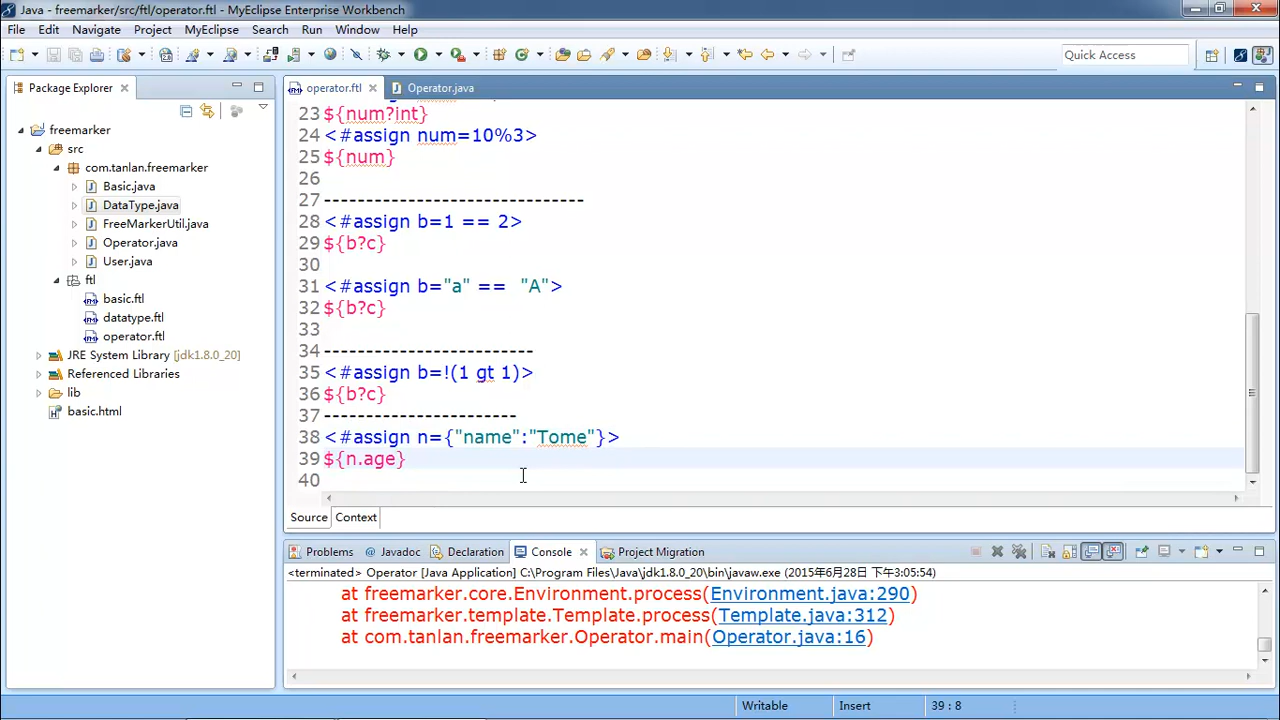 Java - freemarker/src/ftl/operator.ftl - MyEclipse Enterprise Workbench
File Edit Navigate Project MyEclipse Search Run Window Help
Quick Access
Package Explorer
freemarker
src
com.tanlan.freemarker
Basic.java
DataType.java
FreeMarkerUtil.java
Operator.java
User.java
ftl
basic.ftl
datatype.ftl
operator.ftl
JRE System Library [jdk1.8.0_20]
Referenced Libraries
lib
basic.html
operator.ftl Operator.java
23 ${num?int}
24 <#assign num=10%3>
25 ${num}
26
27 -------------------------------
28 <#assign b=1 == 2>
29 ${b?c}
30
31 <#assign b="a" == "A">
32 ${b?c}
33
34 -------------------------
35 <#assign b=!(1 gt 1)>
36 ${b?c}
37 -----------------------
38 <#assign n={"name":"Tome"}>
39 ${n.age}
40
Source Context
Problems Javadoc Declaration Console Project Migration
<terminated> Operator [Java Application] C:\Program Files\Java\jdk1.8.0_20\bin\javaw.exe (2015年6月28日 下午3:05:54)
at freemarker.core.Environment.process(Environment.java:290)
at freemarker.template.Template.process(Template.java:312)
at com.tanlan.freemarker.Operator.main(Operator.java:16)
Writable Insert 39 : 8